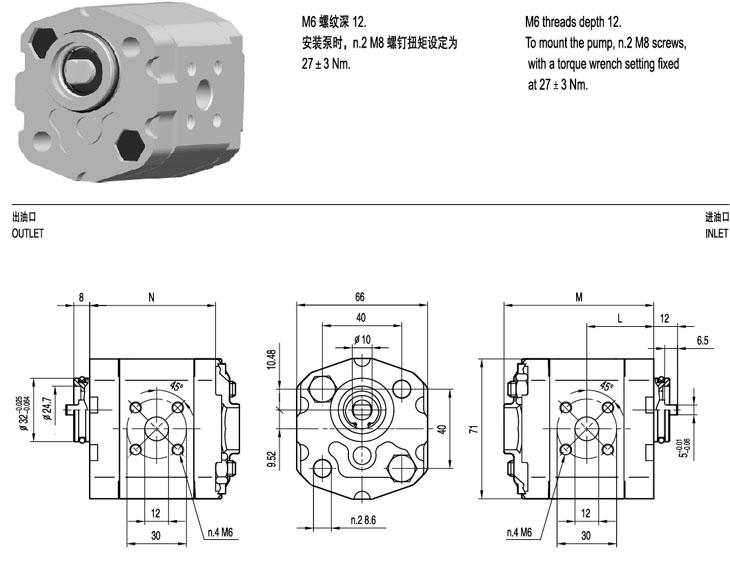 M6 螺纹深 12.
安装泵时，n.2 M8 螺钉扭矩设定为
27 ± 3 Nm.
M6 threads depth 12.
To mount the pump, n.2 M8 screws,
with a torque wrench setting fixed
at 27 ± 3 Nm.
出油口
OUTLET
进油口
INLET
8
N
45°
ø 32 -0.025 -0.064
ø 24.7
12
30
n.4 M6
66
40
ø 10
10.48
9.52
40
n.2 8.6
M
L
12
6.5
45°
71
5 -0.01 -0.06
12
30
n.4 M6